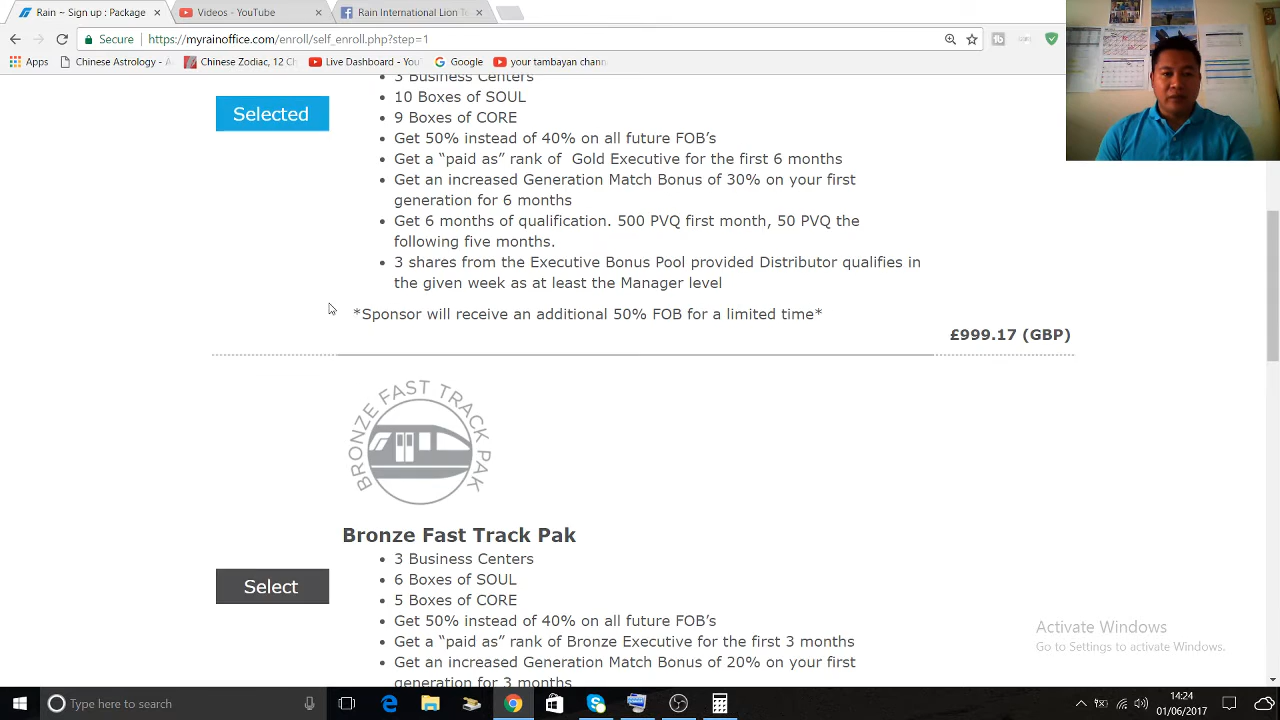 Rain ~ Sign up : Package
Videos - YouTube
Rain International Lion Te
Secure
https://myrainoffice.com/enroll/self_enroll.php?step=1
Apps
Chinese Astrology - A
Chinese Zodiac, 12 Ch
Live Dashboard - You
Google
your tambayan chann
3 Business Centers
Selected
10 Boxes of SOUL
9 Boxes of CORE
Get 50% instead of 40% on all future FOB's
Get a “paid as” rank of Gold Executive for the first 6 months
Get an increased Generation Match Bonus of 30% on your first
generation for 6 months
Get 6 months of qualification. 500 PVQ first month, 50 PVQ the
following five months.
3 shares from the Executive Bonus Pool provided Distributor qualifies in
the given week as at least the Manager level
*Sponsor will receive an additional 50% FOB for a limited time*
£999.17 (GBP)
BRONZE FAST TRACK PAK
Bronze Fast Track Pak
3 Business Centers
6 Boxes of SOUL
Select
5 Boxes of CORE
Get 50% instead of 40% on all future FOB's
Get a “paid as” rank of Bronze Executive for the first 3 months
Get an increased Generation Match Bonus of 20% on your first
generation for 3 months
Activate Windows
Go to Settings to activate Windows.
Type here to search
14:24
01/06/2017